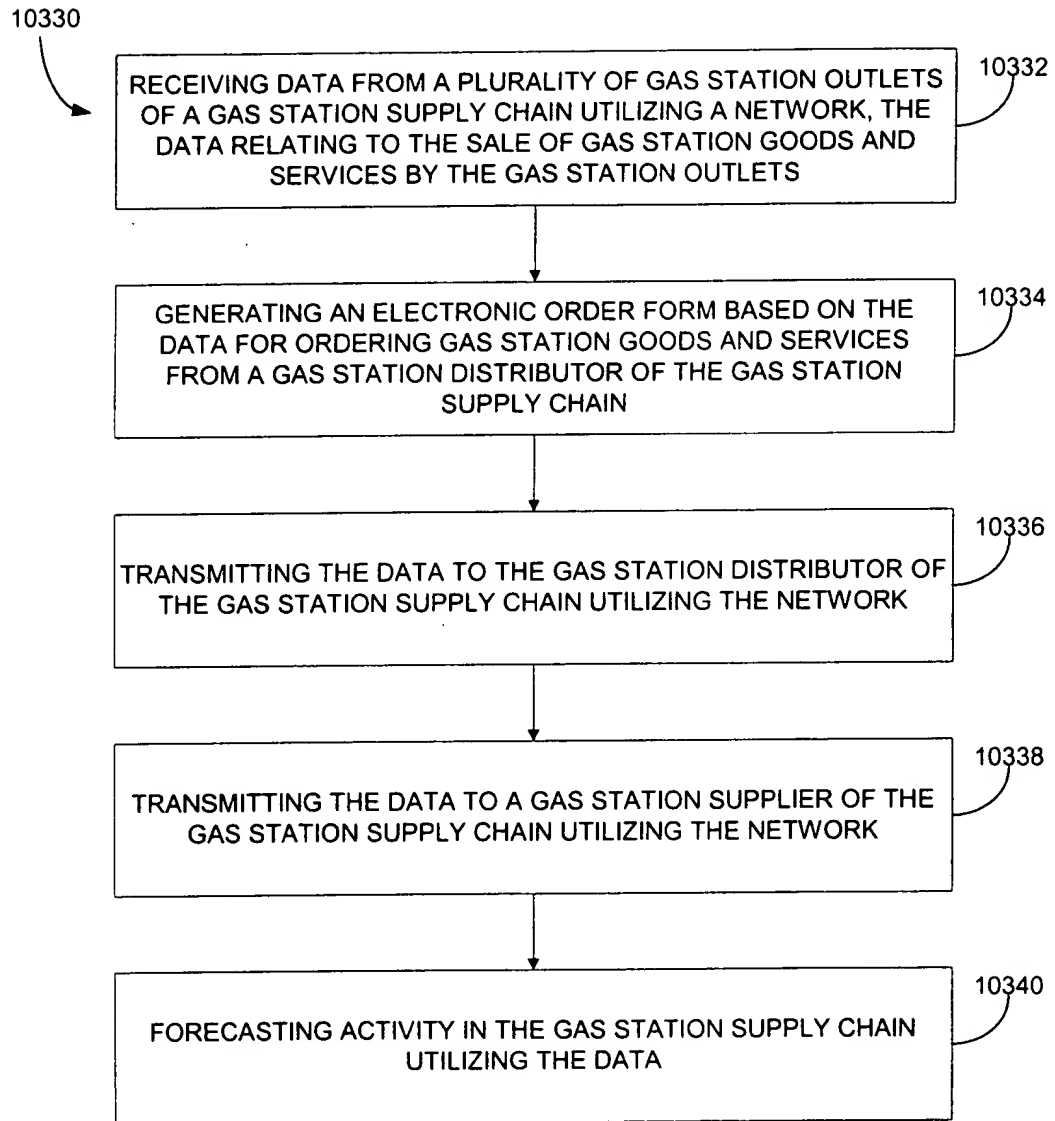 10330
10332
RECEIVING DATA FROM A PLURALITY OF GAS STATION OUTLETS
OF A GAS STATION SUPPLY CHAIN UTILIZING A NETWORK, THE
DATA RELATING TO THE SALE OF GAS STATION GOODS AND
SERVICES BY THE GAS STATION OUTLETS
10334
GENERATING AN ELECTRONIC ORDER FORM BASED ON THE
DATA FOR ORDERING GAS STATION GOODS AND SERVICES
FROM A GAS STATION DISTRIBUTOR OF THE GAS STATION
SUPPLY CHAIN
10336
TRANSMITTING THE DATA TO THE GAS STATION DISTRIBUTOR OF
THE GAS STATION SUPPLY CHAIN UTILIZING THE NETWORK
10338
TRANSMITTING THE DATA TO A GAS STATION SUPPLIER OF THE
GAS STATION SUPPLY CHAIN UTILIZING THE NETWORK
10340
FORECASTING ACTIVITY IN THE GAS STATION SUPPLY CHAIN
UTILIZING THE DATA